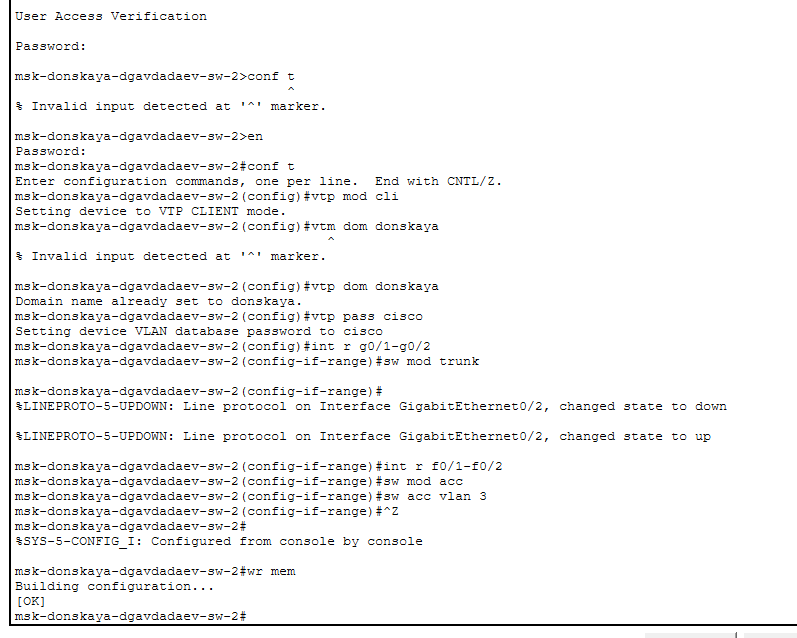 User Access Verification
Password:
msk-donskaya-dgavdadaev-sw-2>conf t
^
% Invalid input detected at '^' marker.
msk-donskaya-dgavdadaev-sw-2>en
Password:
msk-donskaya-dgavdadaev-sw-2#conf t
Enter configuration commands, one per line.  End with CNTL/Z.
msk-donskaya-dgavdadaev-sw-2(config)#vtp mod cli
Setting device to VTP CLIENT mode.
msk-donskaya-dgavdadaev-sw-2(config)#vtm dom donskaya
^
% Invalid input detected at '^' marker.
msk-donskaya-dgavdadaev-sw-2(config)#vtp dom donskaya
Domain name already set to donskaya.
msk-donskaya-dgavdadaev-sw-2(config)#vtp pass cisco
Setting device VLAN database password to cisco
msk-donskaya-dgavdadaev-sw-2(config)#int r g0/1-g0/2
msk-donskaya-dgavdadaev-sw-2(config-if-range)#sw mod trunk
msk-donskaya-dgavdadaev-sw-2(config-if-range)#
%LINEPROTO-5-UPDOWN: Line protocol on Interface GigabitEthernet0/2, changed state to down
%LINEPROTO-5-UPDOWN: Line protocol on Interface GigabitEthernet0/2, changed state to up
msk-donskaya-dgavdadaev-sw-2(config-if-range)#int r f0/1-f0/2
msk-donskaya-dgavdadaev-sw-2(config-if-range)#sw mod acc
msk-donskaya-dgavdadaev-sw-2(config-if-range)#sw acc vlan 3
msk-donskaya-dgavdadaev-sw-2(config-if-range)#^Z
msk-donskaya-dgavdadaev-sw-2#
%SYS-5-CONFIG_I: Configured from console by console
msk-donskaya-dgavdadaev-sw-2#wr mem
Building configuration...
[OK]
msk-donskaya-dgavdadaev-sw-2#